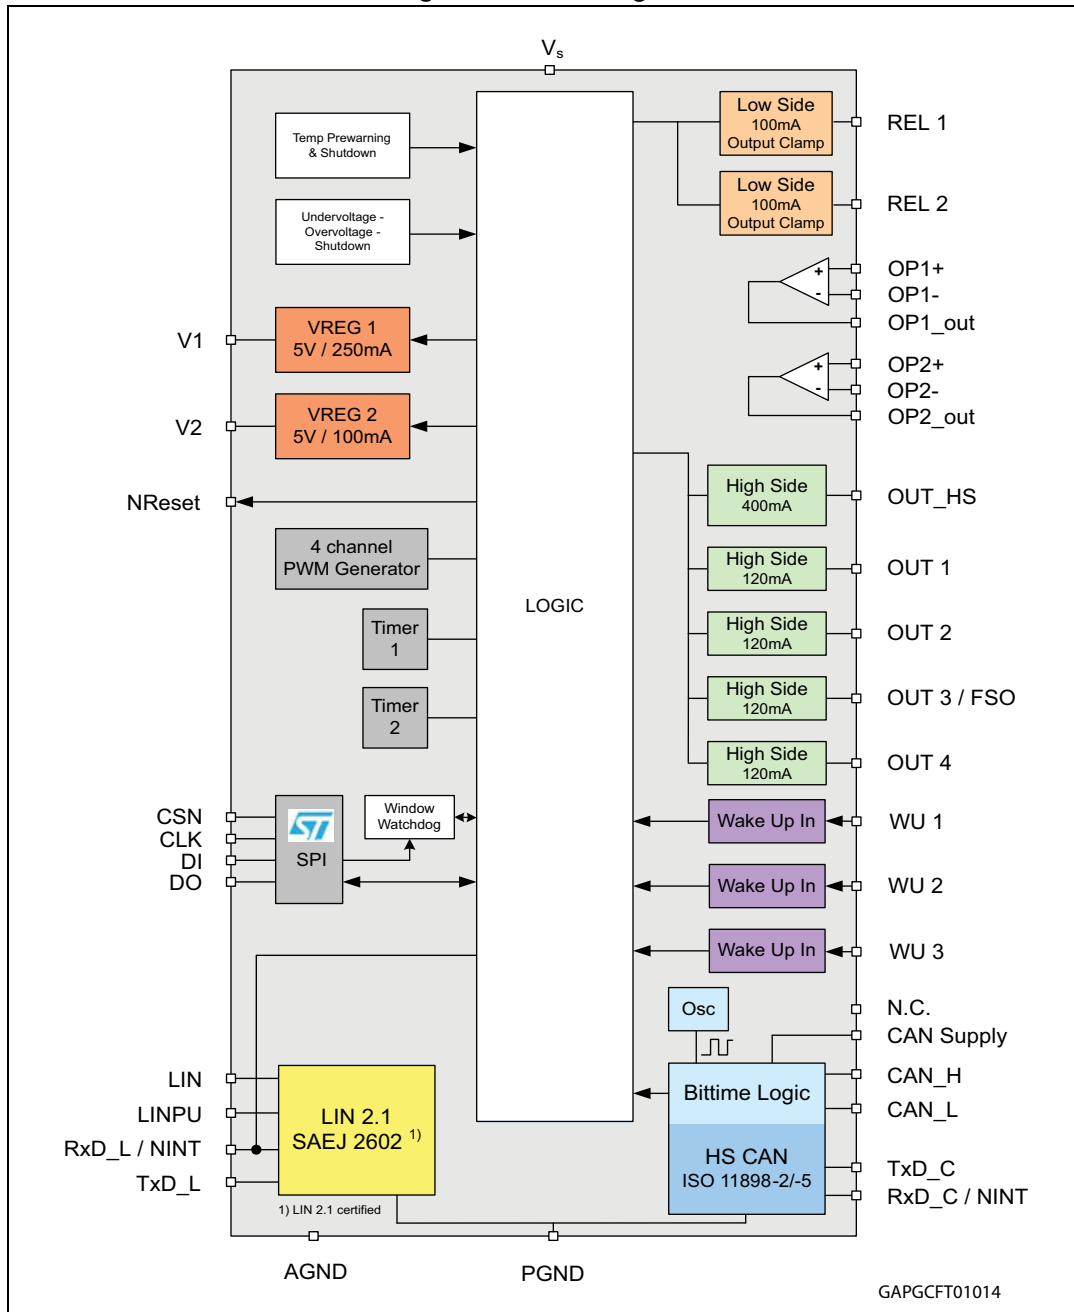 Vs
Temp Prewarning
& Shutdown
Undervoltage -
Overvoltage -
Shutdown
V1
VREG 1
5V / 250mA
V2
VREG 2
5V / 100mA
NReset
4 channel
PWM Generator
Timer
1
Timer
2
CSN
CLK
DI
DO
ST
SPI
Window
Watchdog
LIN
LINPU
RxD_L / NINT
TxD_L
LIN 2.1
SAEJ 2602 1)
1) LIN 2.1 certified
LOGIC
Low Side
100mA
Output Clamp
REL 1
Low Side
100mA
Output Clamp
REL 2
+
-
OP1+
OP1-
OP1_out
+
-
OP2+
OP2-
OP2_out
High Side
400mA
OUT_HS
High Side
120mA
OUT 1
High Side
120mA
OUT 2
High Side
120mA
OUT 3 / FSO
High Side
120mA
OUT 4
Wake Up In
WU 1
Wake Up In
WU 2
Wake Up In
WU 3
Osc
N.C.
CAN Supply
Bittime Logic
CAN_H
CAN_L
HS CAN
ISO 11898-2/-5
TxD_C
RxD_C / NINT
AGND
PGND
GAPGCFT01014